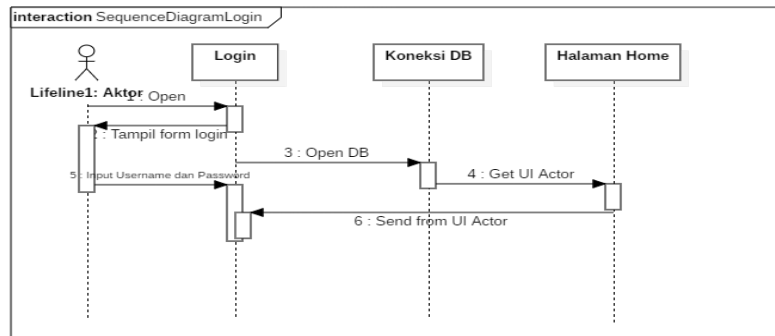 interaction SequenceDiagramLogin
Login
Koneksi DB
Halaman Home
Lifeline1: Aktor
1 : Open
2 : Tampil form login
3 : Open DB
4 : Get UI Actor
5 : Input Username dan Password
6 : Send from UI Actor